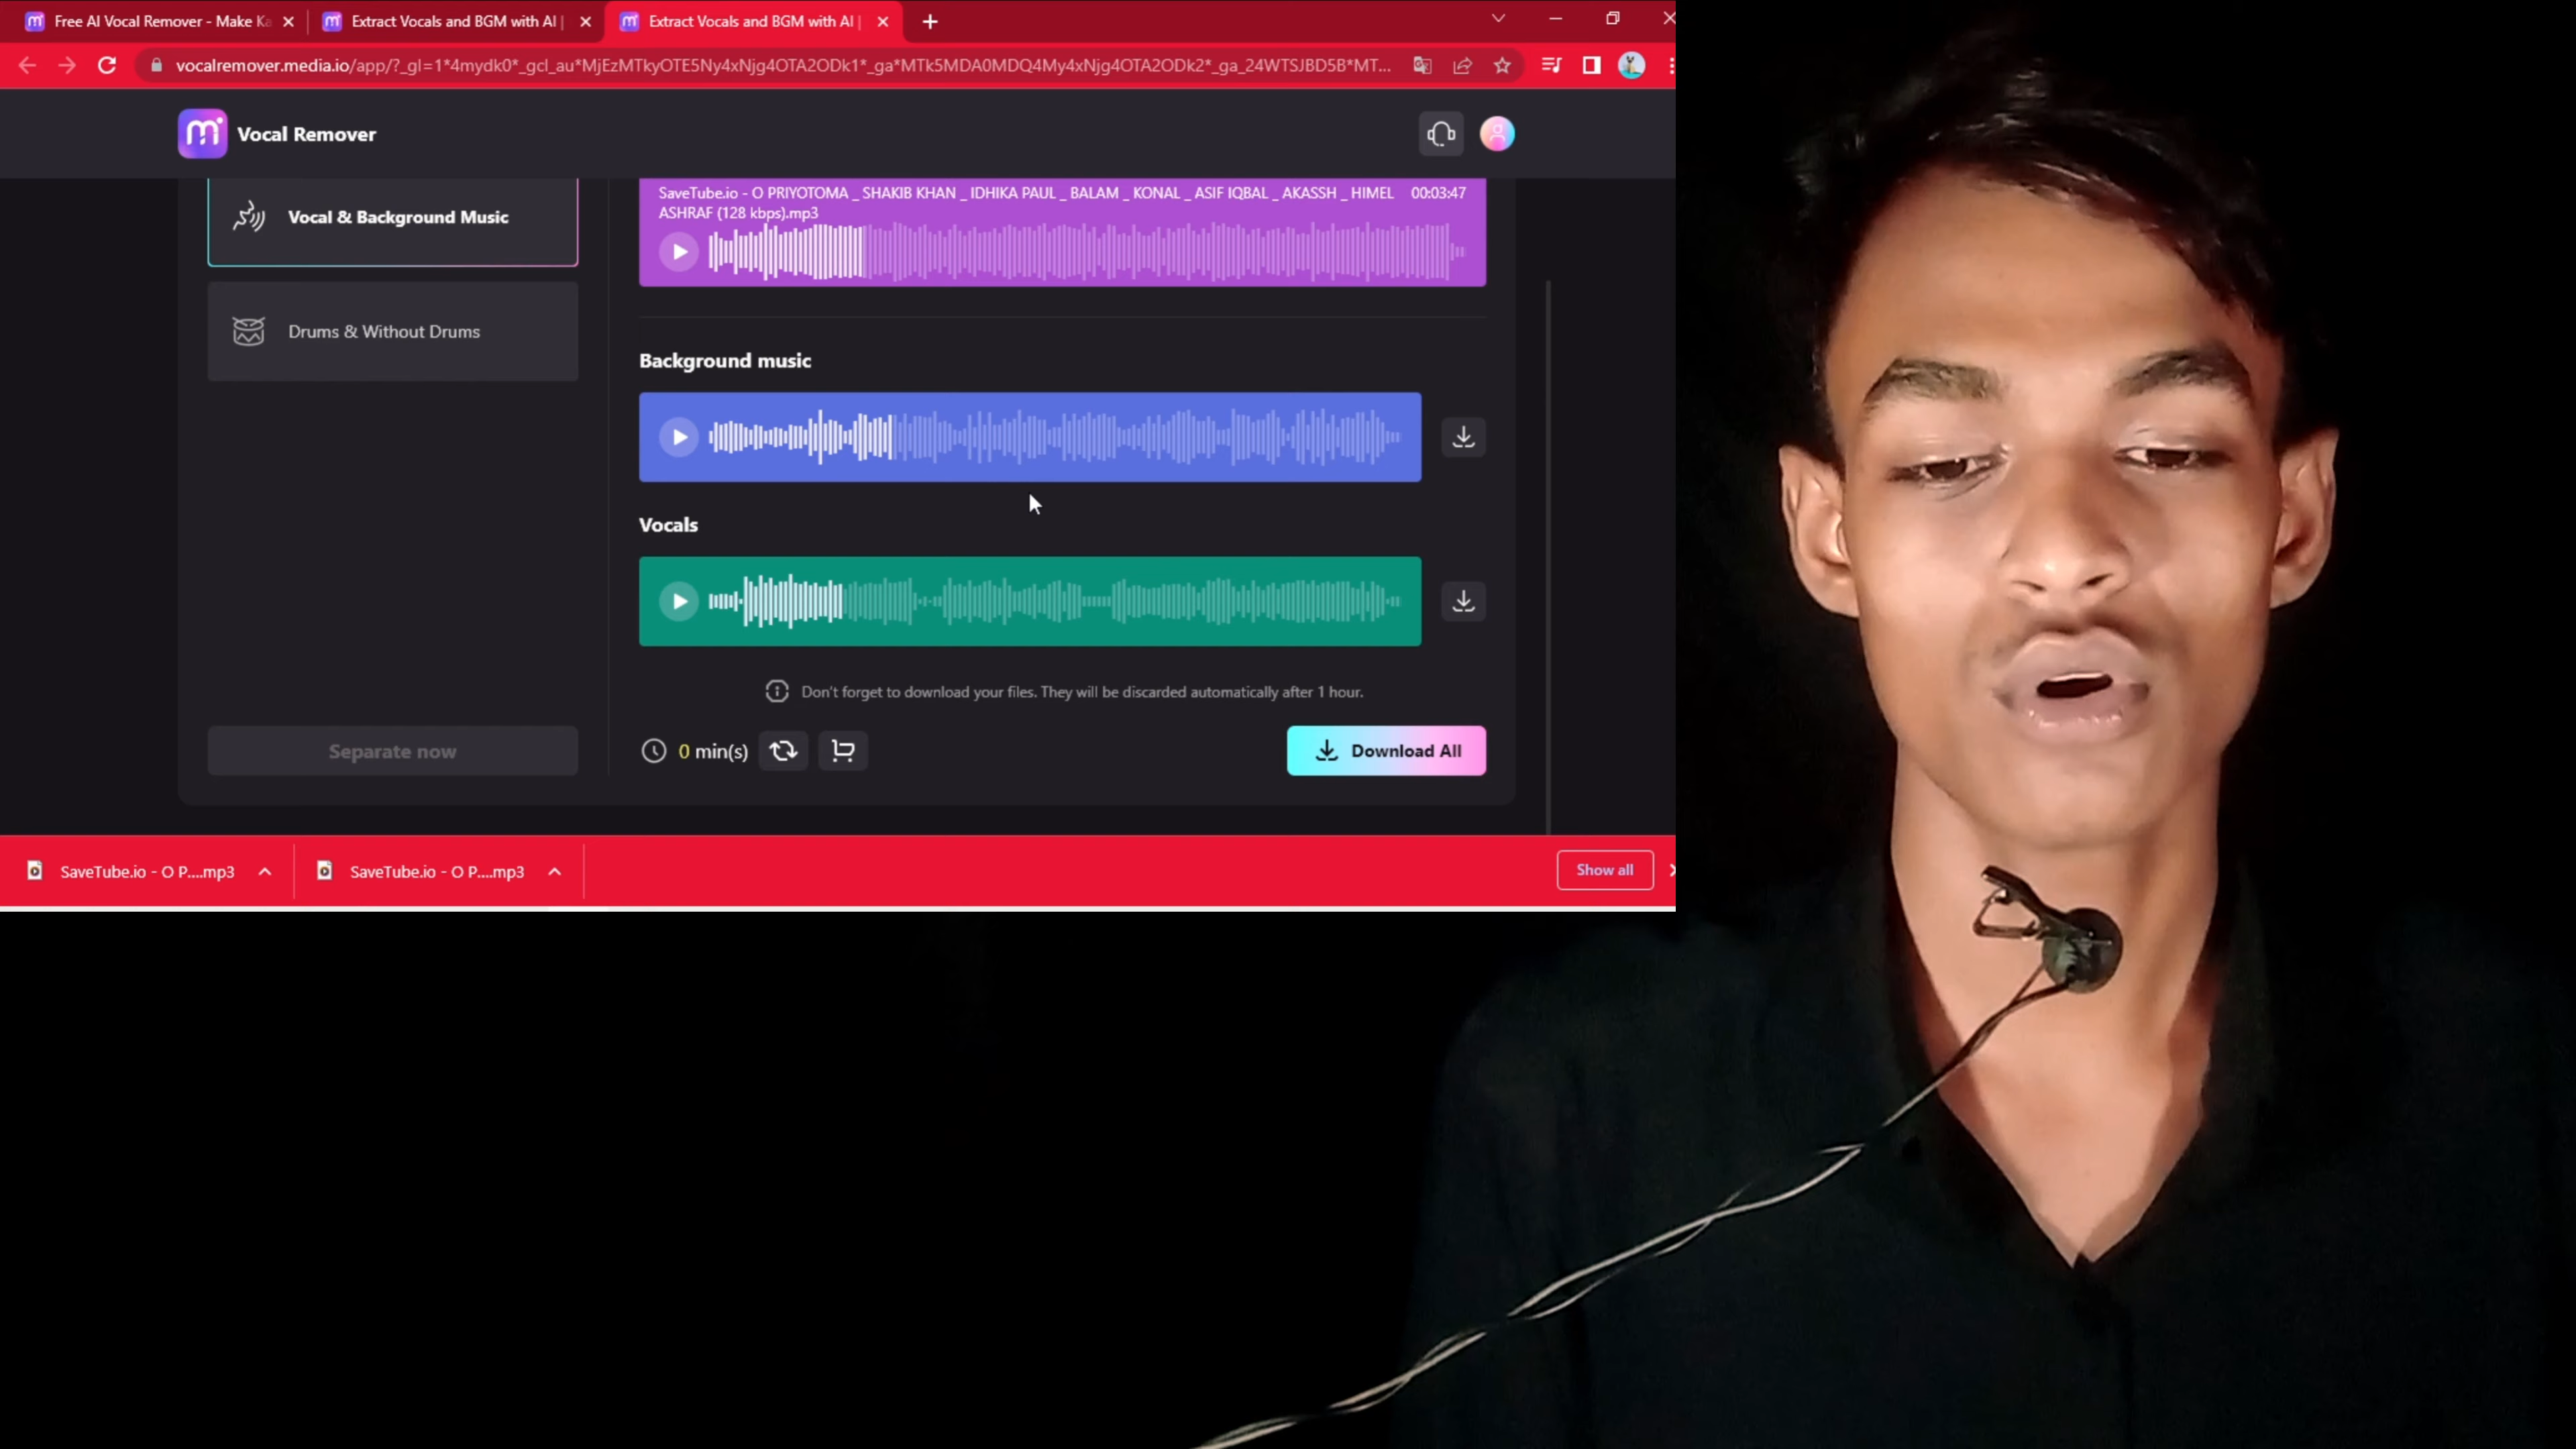 Free AI Vocal Remover - Make Ka
Extract Vocals and BGM with AI |
Extract Vocals and BGM with AI |
vocalremover.media.io/app/?_gl=1*4mydk0*_gcl_au*MjEzMTkyOTE5Ny4xNjg4OTA2ODk1*_ga*MTk5MDA0MDQ4My4xNjg4OTA2ODk2*_ga_24WTSJBD5B*MT...
Vocal Remover
Vocal & Background Music
Drums & Without Drums
Separate now
SaveTube.io - O PRIYOTOMA _ SHAKIB KHAN _ IDHIKA PAUL _ BALAM _ KONAL _ ASIF IQBAL _ AKASSH _ HIMEL 00:03:47
ASHRAF (128 kbps).mp3
Background music
Vocals
Don't forget to download your files. They will be discarded automatically after 1 hour.
0 min(s)
Download All
SaveTube.io - O P....mp3
SaveTube.io - O P....mp3
Show all